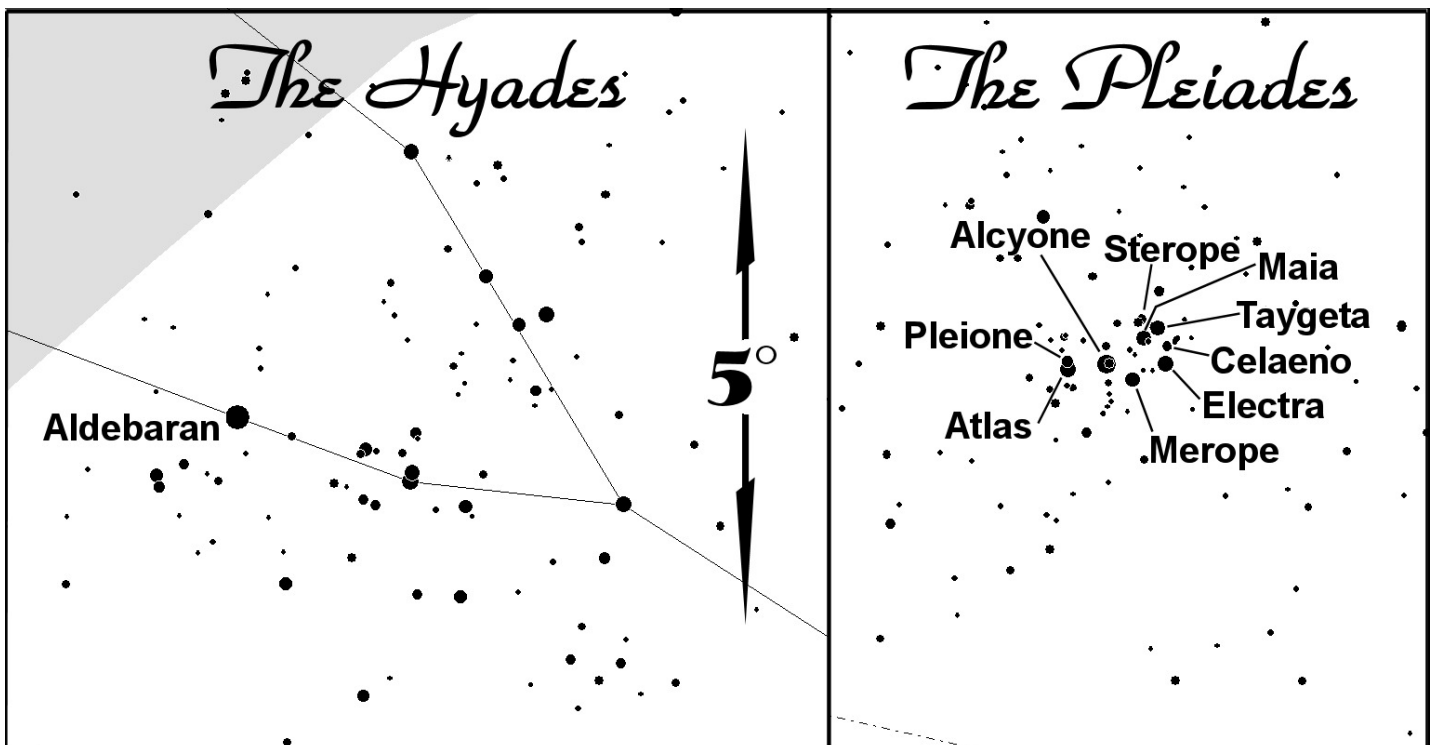 The Hyades
5°
Aldebaran
The Pleiades
Alcyone
Sterope
Maia
Taygeta
Pleione
Celaeno
Electra
Atlas
Merope